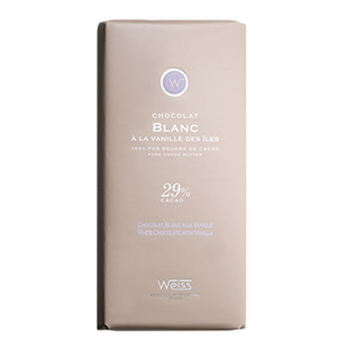 W
CHOCOLAT
BLANC
À LA VANILLE DES ÎLES
100% PUR BEURRE DE CACAO
PURE COCOA BUTTER
29%
CACAO
CHOCOLAT BLANC À LA VANILLE
WHITE CHOCOLATE WITH VANILLA
Weiss